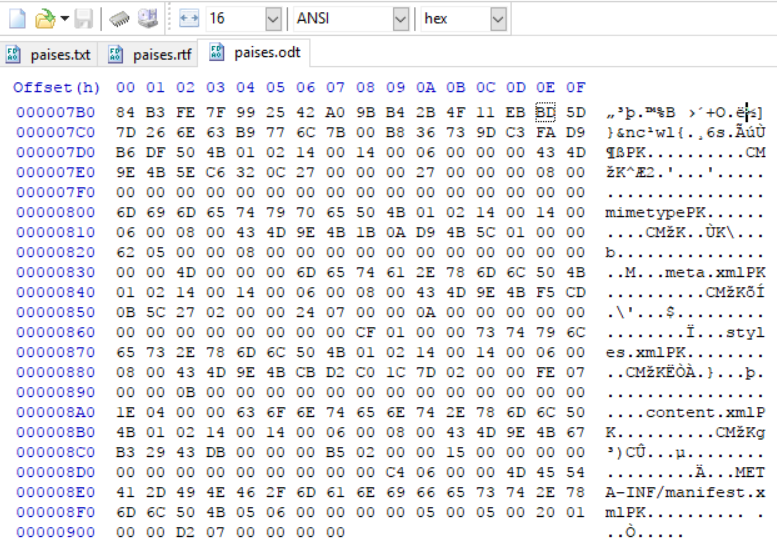 16 ANSI hex
paises.txt paises.rtf paises.odt
Offset(h) 00 01 02 03 04 05 06 07 08 09 0A 0B 0C 0D 0E 0F
000007B0 84 B3 FE 7F 99 25 42 A0 9B B4 2B 4F 11 EB BD 5D „³þ.™%B ›´+O.ë½]
000007C0 7D 26 6E 63 B9 77 6C 7B 00 B8 36 73 9D C3 FA D9 }&nc¹wl{.¸6s.ÃúÙ
000007D0 B6 DF 50 4B 01 02 14 00 14 00 06 00 00 00 43 4D ¶ßPK..........CM
000007E0 9E 4B 5E C6 32 0C 27 00 00 00 27 00 00 00 08 00 žK^Æ2.'...'.....
000007F0 00 00 00 00 00 00 00 00 00 00 00 00 00 00 00 00 ................
00000800 6D 69 6D 65 74 79 70 65 50 4B 01 02 14 00 14 00 mimetypePK......
00000810 06 00 08 00 43 4D 9E 4B 1B 0A D9 4B 5C 01 00 00 ....CMžK..ÙK\...
00000820 62 05 00 00 08 00 00 00 00 00 00 00 00 00 00 00 b...............
00000830 00 00 4D 00 00 00 6D 65 74 61 2E 78 6D 6C 50 4B ..M...meta.xmlPK
00000840 01 02 14 00 14 00 06 00 08 00 43 4D 9E 4B F5 CD ..........CMžKõÍ
00000850 0B 5C 27 02 00 00 24 07 00 00 0A 00 00 00 00 00 .\'...$.........
00000860 00 00 00 00 00 00 00 00 CF 01 00 00 73 74 79 6C ........Ï...styl
00000870 65 73 2E 78 6D 6C 50 4B 01 02 14 00 14 00 06 00 es.xmlPK........
00000880 08 00 43 4D 9E 4B CB D2 C0 1C 7D 02 00 00 FE 07 ..CMžKËÒÀ.}...þ.
00000890 00 00 0B 00 00 00 00 00 00 00 00 00 00 00 00 00 ................
000008A0 1E 04 00 00 63 6F 6E 74 65 6E 74 2E 78 6D 6C 50 ....content.xmlP
000008B0 4B 01 02 14 00 14 00 06 00 08 00 43 4D 9E 4B 67 K..........CMžKg
000008C0 B3 29 43 DB 00 00 00 B5 02 00 00 15 00 00 00 00 ³)CÛ...µ........
000008D0 00 00 00 00 00 00 00 00 00 C4 06 00 00 4D 45 54 .........Ä...MET
000008E0 41 2D 49 4E 46 2F 6D 61 6E 69 66 65 73 74 2E 78 A-INF/manifest.x
000008F0 6D 6C 50 4B 05 06 00 00 00 00 05 00 05 00 20 01 mlPK.......... .
00000900 00 00 D2 07 00 00 00 00 ..Ò.....